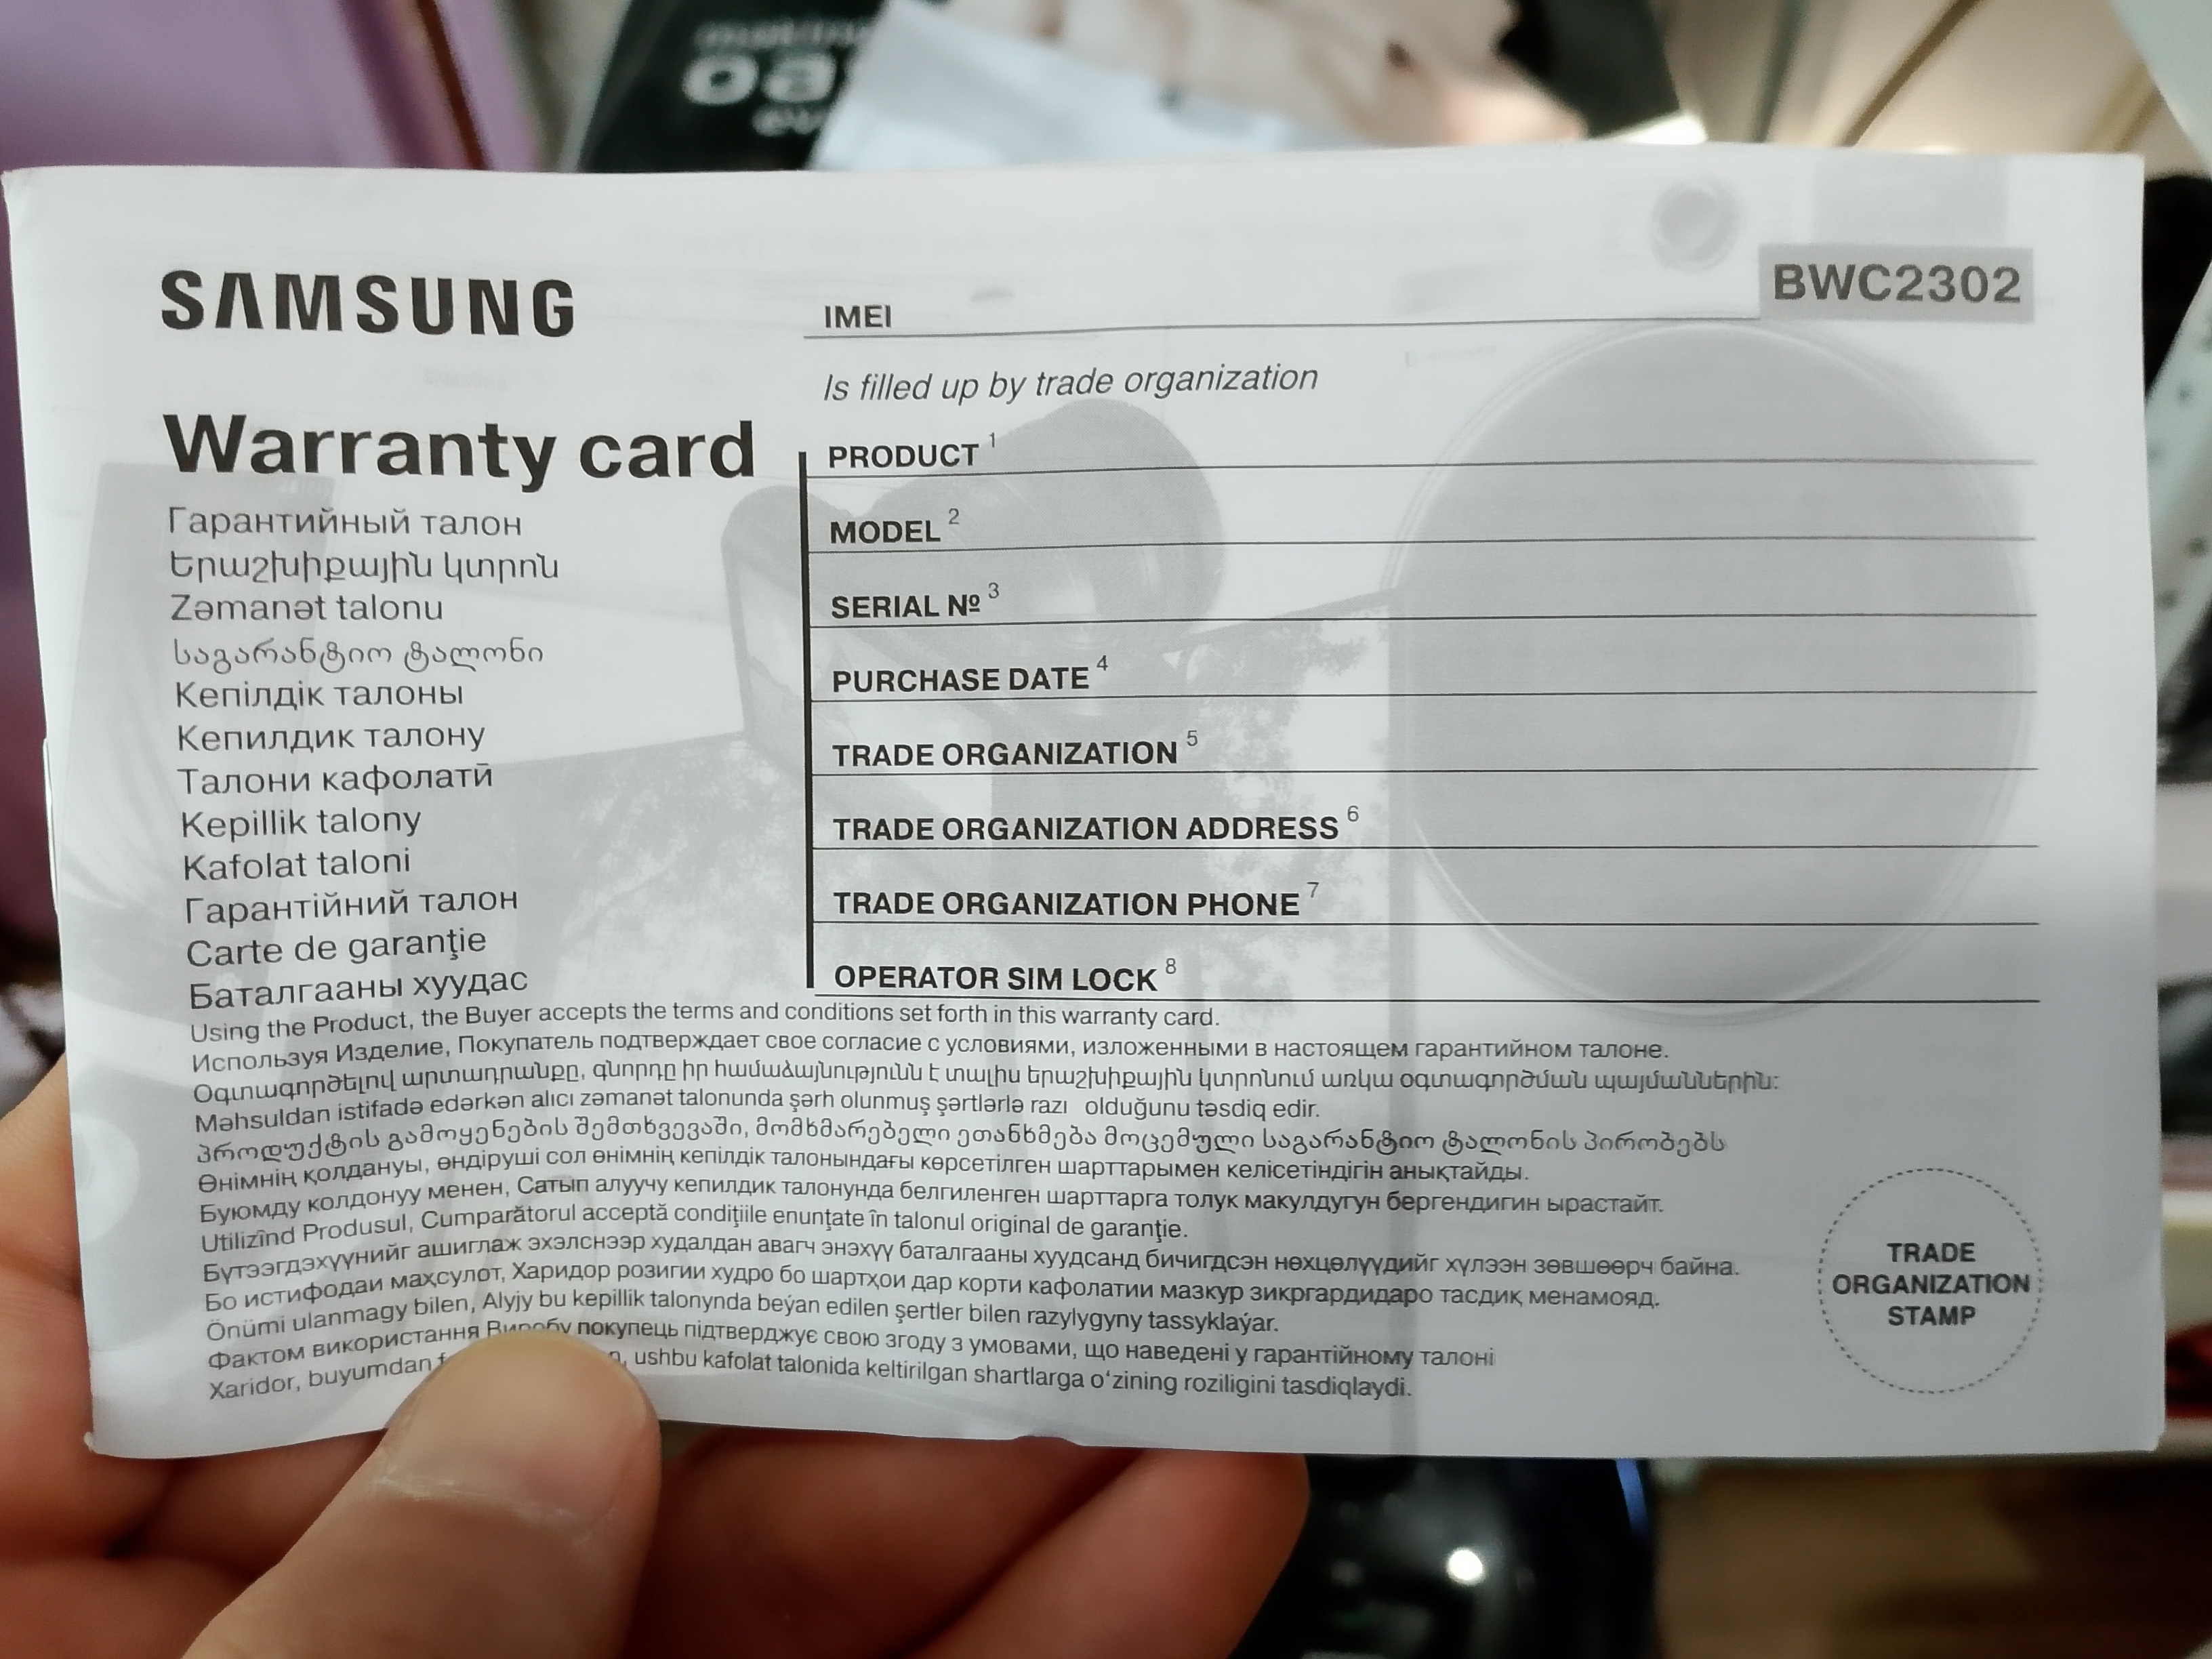 making
oa
ev
SAMSUNG
Warranty card
Гарантийный талон
Երաշխիքային կտրոն
Zəmanət talonu
საგარანტიო ტალონი
Кепілдік талоны
Кепилдик талону
Талони кафолатӣ
Kepillik talony
Kafolat taloni
Гарантійний талон
Carte de garanţie
Баталгааны хуудас
IMEI
BWC2302
Is filled up by trade organization
PRODUCT 1
MODEL 2
SERIAL Nº 3
PURCHASE DATE 4
TRADE ORGANIZATION 5
TRADE ORGANIZATION ADDRESS 6
TRADE ORGANIZATION PHONE 7
OPERATOR SIM LOCK 8
Using the Product, the Buyer accepts the terms and conditions set forth in this warranty card.
Используя Изделие, Покупатель подтверждает свое согласие с условиями, изложенными в настоящем гарантийном талоне.
Օգտագործելով արտադրանքը, գնորդը իր համաձայնությունն է տալիս երաշխիքային կտրոնում առկա օգտագործման պայմաններին:
Məhsuldan istifadə edərkən alıcı zəmanət talonunda şərh olunmuş şərtlərlə razı olduğunu təsdiq edir.
პროდუქტის გამოყენების შემთხვევაში, მომხმარებელი ეთანხმება მოცემული საგარანტიო ტალონის პირობებს
Өнімнің қолдануы, өндіруші сол өнімнің кепілдік талонындағы көрсетілген шарттарымен келісетіндігін анықтайды.
Буюмду колдонуу менен, Сатып алуучу кепилдик талонунда белгиленген шарттарга толук макулдугун бергендигин ырастайт.
Utilizînd Produsul, Cumparătorul acceptă condiţiile enunţate în talonul original de garanţie.
Бүтээгдэхүүнийг ашиглаж эхэлснээр худалдан авагч энэхүү баталгааны хуудсанд бичигдсэн нөхцөлүүдийг хүлээн зөвшөөрч байна.
Бо истифодаи маҳсулот, Харидор розигии худро бо шартҳои дар корти кафолатии мазкур зикргардидаро тасдиқ менамояд.
Önümi ulanmagy bilen, Alyjy bu kepillik talonynda beýan edilen şertler bilen razylygyny tassyklaýar.
Фактом використання Виробу покупець підтверджує свою згоду з умовами, що наведені у гарантійному талоні
Xaridor, buyumdan ushbu kafolat talonida keltirilgan shartlarga o‘zining roziligini tasdiqlaydi.
TRADE
ORGANIZATION
STAMP